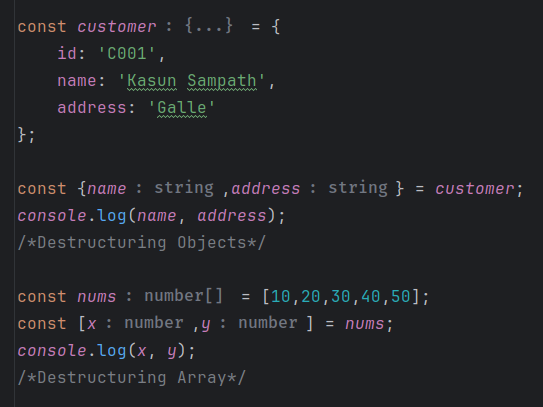 const customer : {...} = {
id: 'C001',
name: 'Kasun Sampath',
address: 'Galle'
};
const {name : string ,address : string } = customer;
console.log(name, address);
/*Destructuring Objects*/
const nums : number[] = [10,20,30,40,50];
const [x : number ,y : number ] = nums;
console.log(x, y);
/*Destructuring Array*/